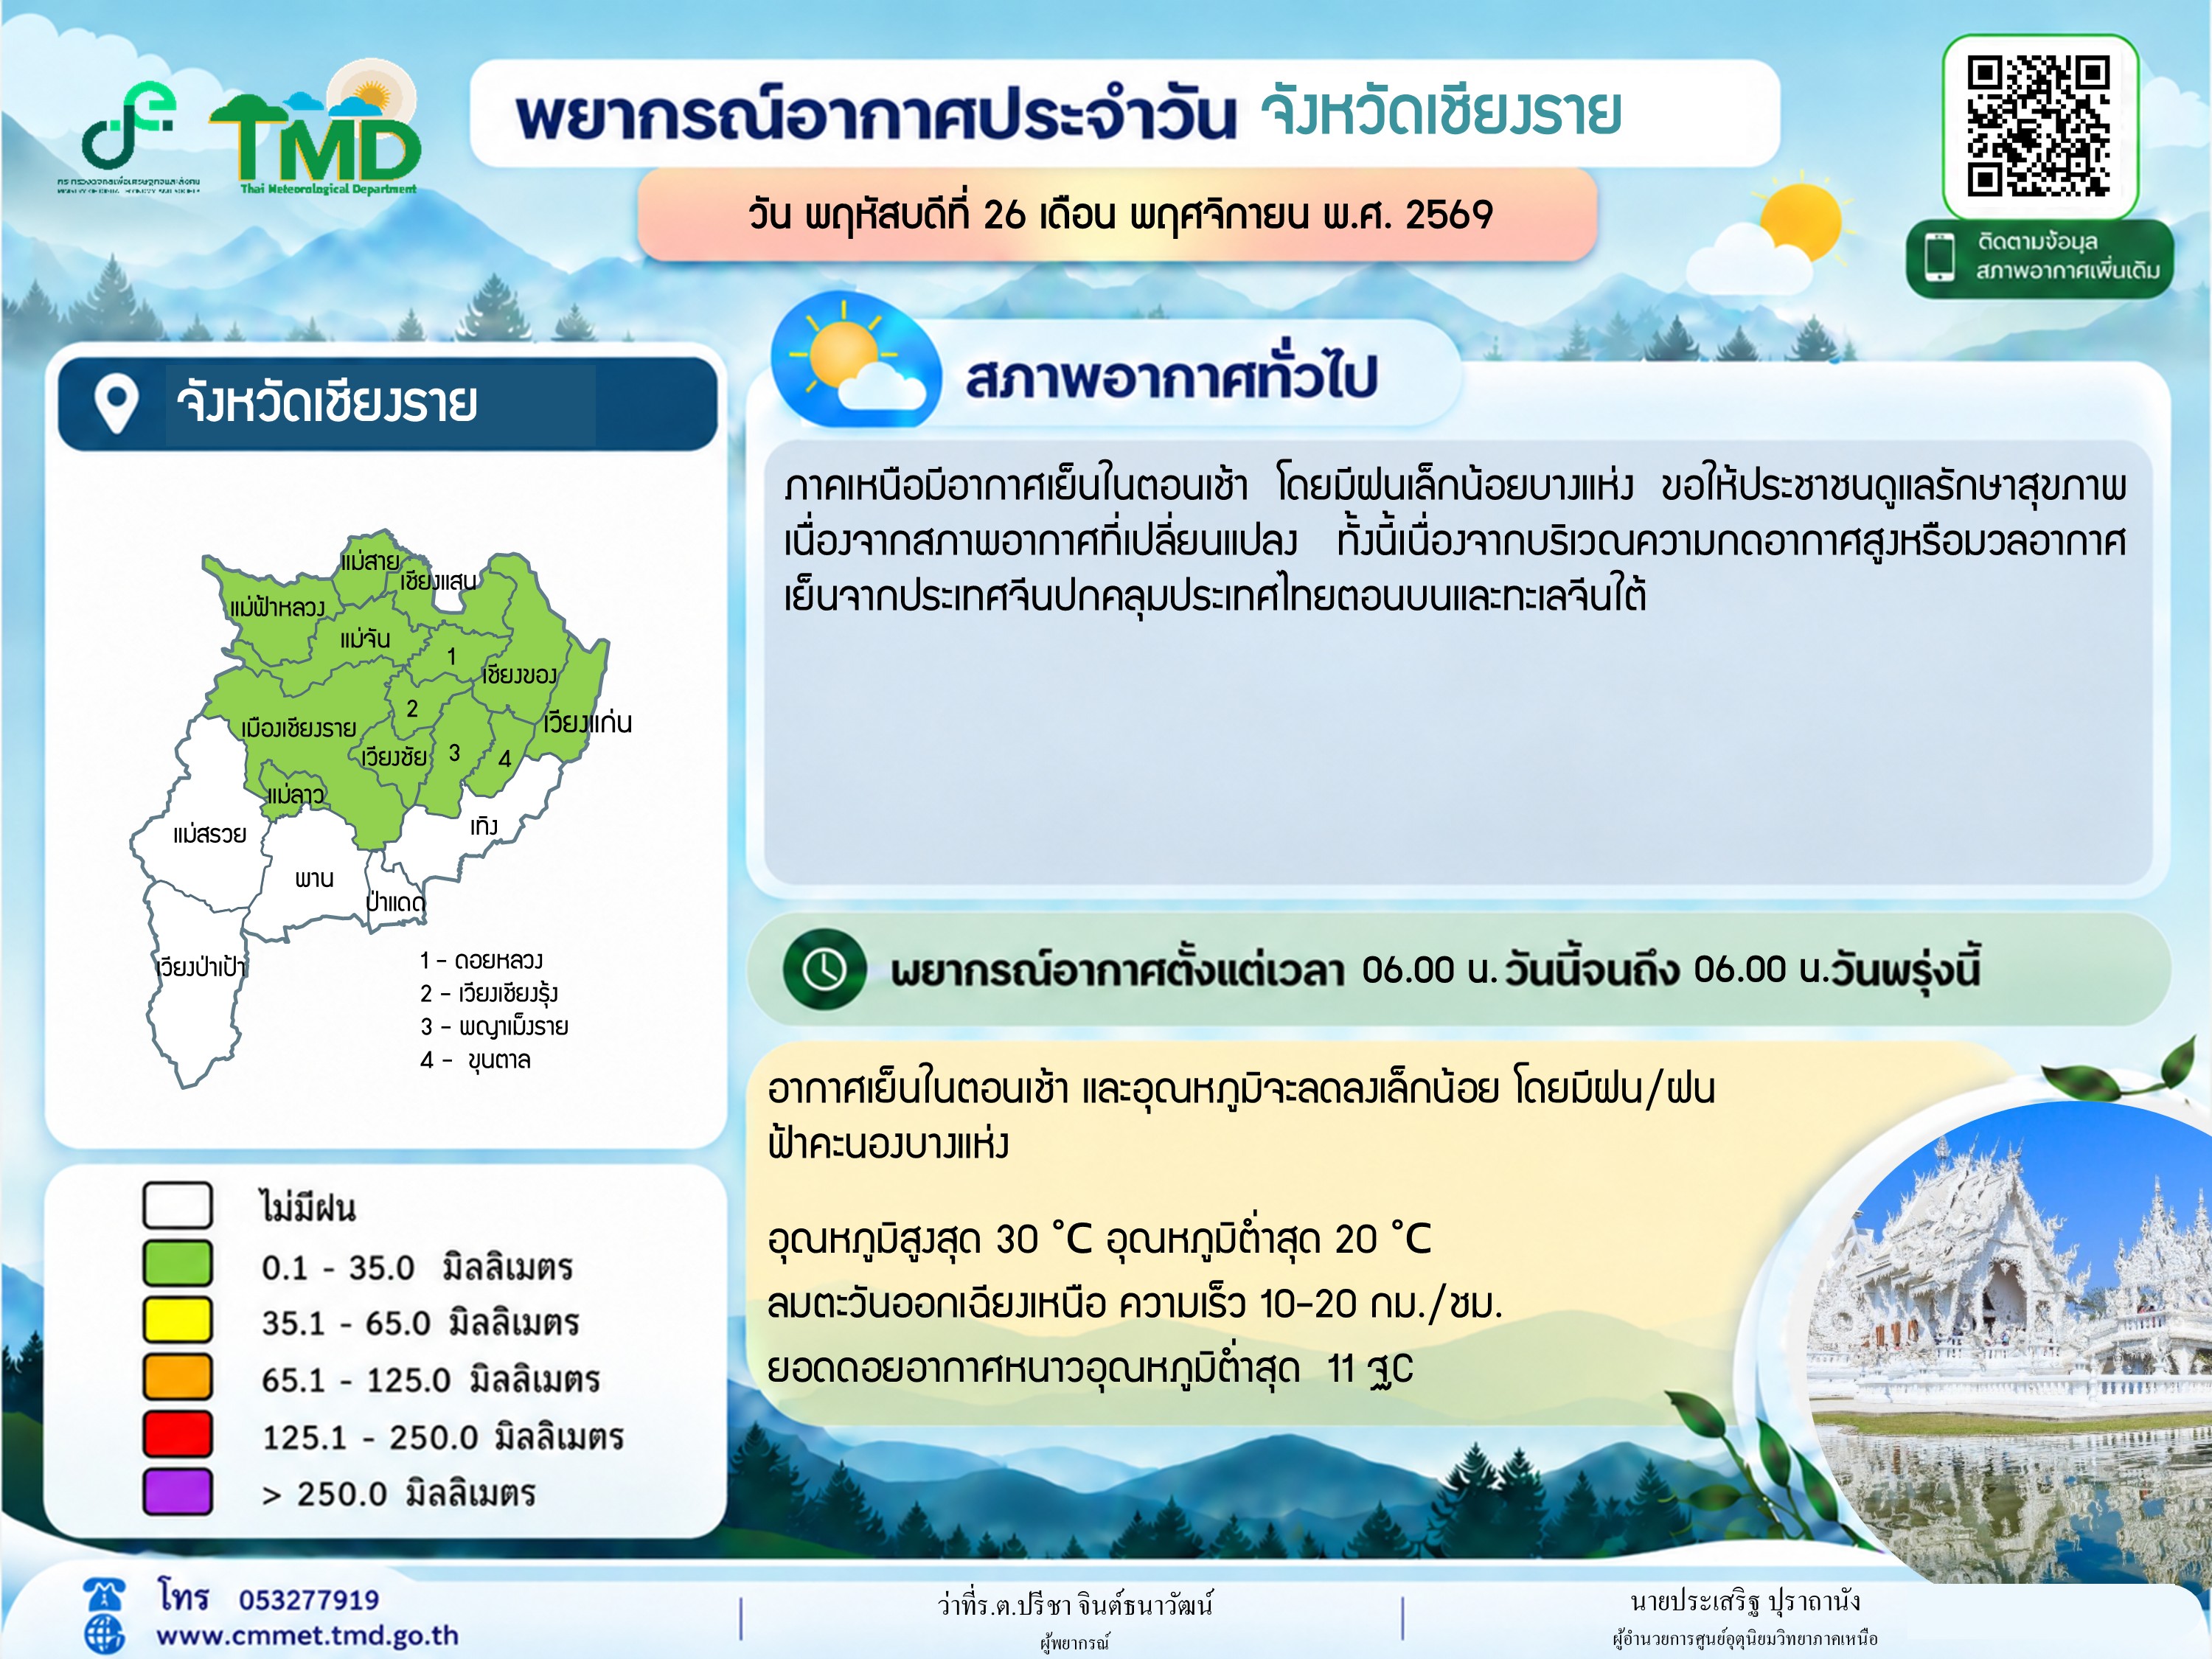 TMD
Thai Meteorological Department
พยากรณ์อากาศประจำวัน จังหวัดเชียงราย
วัน พฤหัสบดีที่ 26 เดือน พฤศจิกายน พ.ศ. 2569
ติดตามข้อมูล
สภาพอากาศเพิ่มเติม
จังหวัดเชียงราย
แม่สาย
เชียงแสน
แม่ฟ้าหลวง
แม่จัน
1
เชียงของ
2
เวียงแก่น
เมืองเชียงราย
เวียงชัย
3
4
แม่ลาว
แม่สรวย
เทิง
พาน
ป่าแดด
เวียงป่าเป้า
1 - ดอยหลวง
2 - เวียงเชียงรุ้ง
3 - พญาเม็งราย
4 - ขุนตาล
ไม่มีฝน
0.1 - 35.0 มิลลิเมตร
35.1 - 65.0 มิลลิเมตร
65.1 - 125.0 มิลลิเมตร
125.1 - 250.0 มิลลิเมตร
> 250.0 มิลลิเมตร
สภาพอากาศทั่วไป
ภาคเหนือมีอากาศเย็นในตอนเช้า โดยมีฝนเล็กน้อยบางแห่ง ขอให้ประชาชนดูแลรักษาสุขภาพ
เนื่องจากสภาพอากาศที่เปลี่ยนแปลง ทั้งนี้เนื่องจากบริเวณความกดอากาศสูงหรือมวลอากาศ
เย็นจากประเทศจีนปกคลุมประเทศไทยตอนบนและทะเลจีนใต้
พยากรณ์อากาศตั้งแต่เวลา 06.00 น. วันนี้จนถึง 06.00 น.วันพรุ่งนี้
อากาศเย็นในตอนเช้า และอุณหภูมิจะลดลงเล็กน้อย โดยมีฝน/ฝน
ฟ้าคะนองบางแห่ง
อุณหภูมิสูงสุด 30 °C อุณหภูมิต่ำสุด 20 °C
ลมตะวันออกเฉียงเหนือ ความเร็ว 10-20 กม./ชม.
ยอดดอยอากาศหนาวอุณหภูมิต่ำสุด 11 ฐC
โทร 053277919
www.cmmet.tmd.go.th
ว่าที่ร.ต.ปรีชา จินต์ธนาวัฒน์
ผู้พยากรณ์
นายประเสริฐ ปุราถานัง
ผู้อำนวยการศูนย์อุตุนิยมวิทยาภาคเหนือ